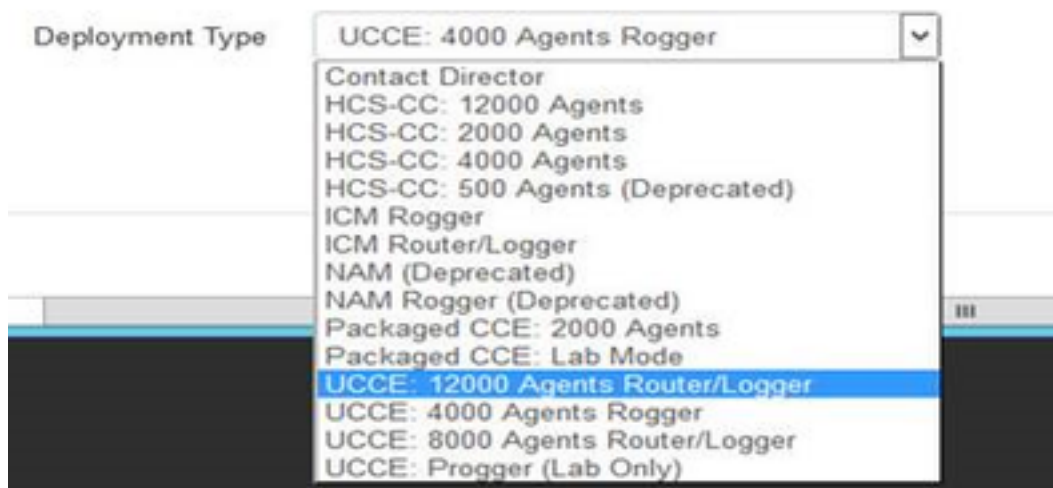 Deployment Type UCCE: 4000 Agents Rogger
Contact Director
HCS-CC: 12000 Agents
HCS-CC: 2000 Agents
HCS-CC: 4000 Agents
HCS-CC: 500 Agents (Deprecated)
ICM Rogger
ICM Router/Logger
NAM (Deprecated)
NAM Rogger (Deprecated)
Packaged CCE: 2000 Agents
Packaged CCE: Lab Mode
UCCE: 12000 Agents Router/Logger
UCCE: 4000 Agents Rogger
UCCE: 8000 Agents Router/Logger
UCCE: Progger (Lab Only)